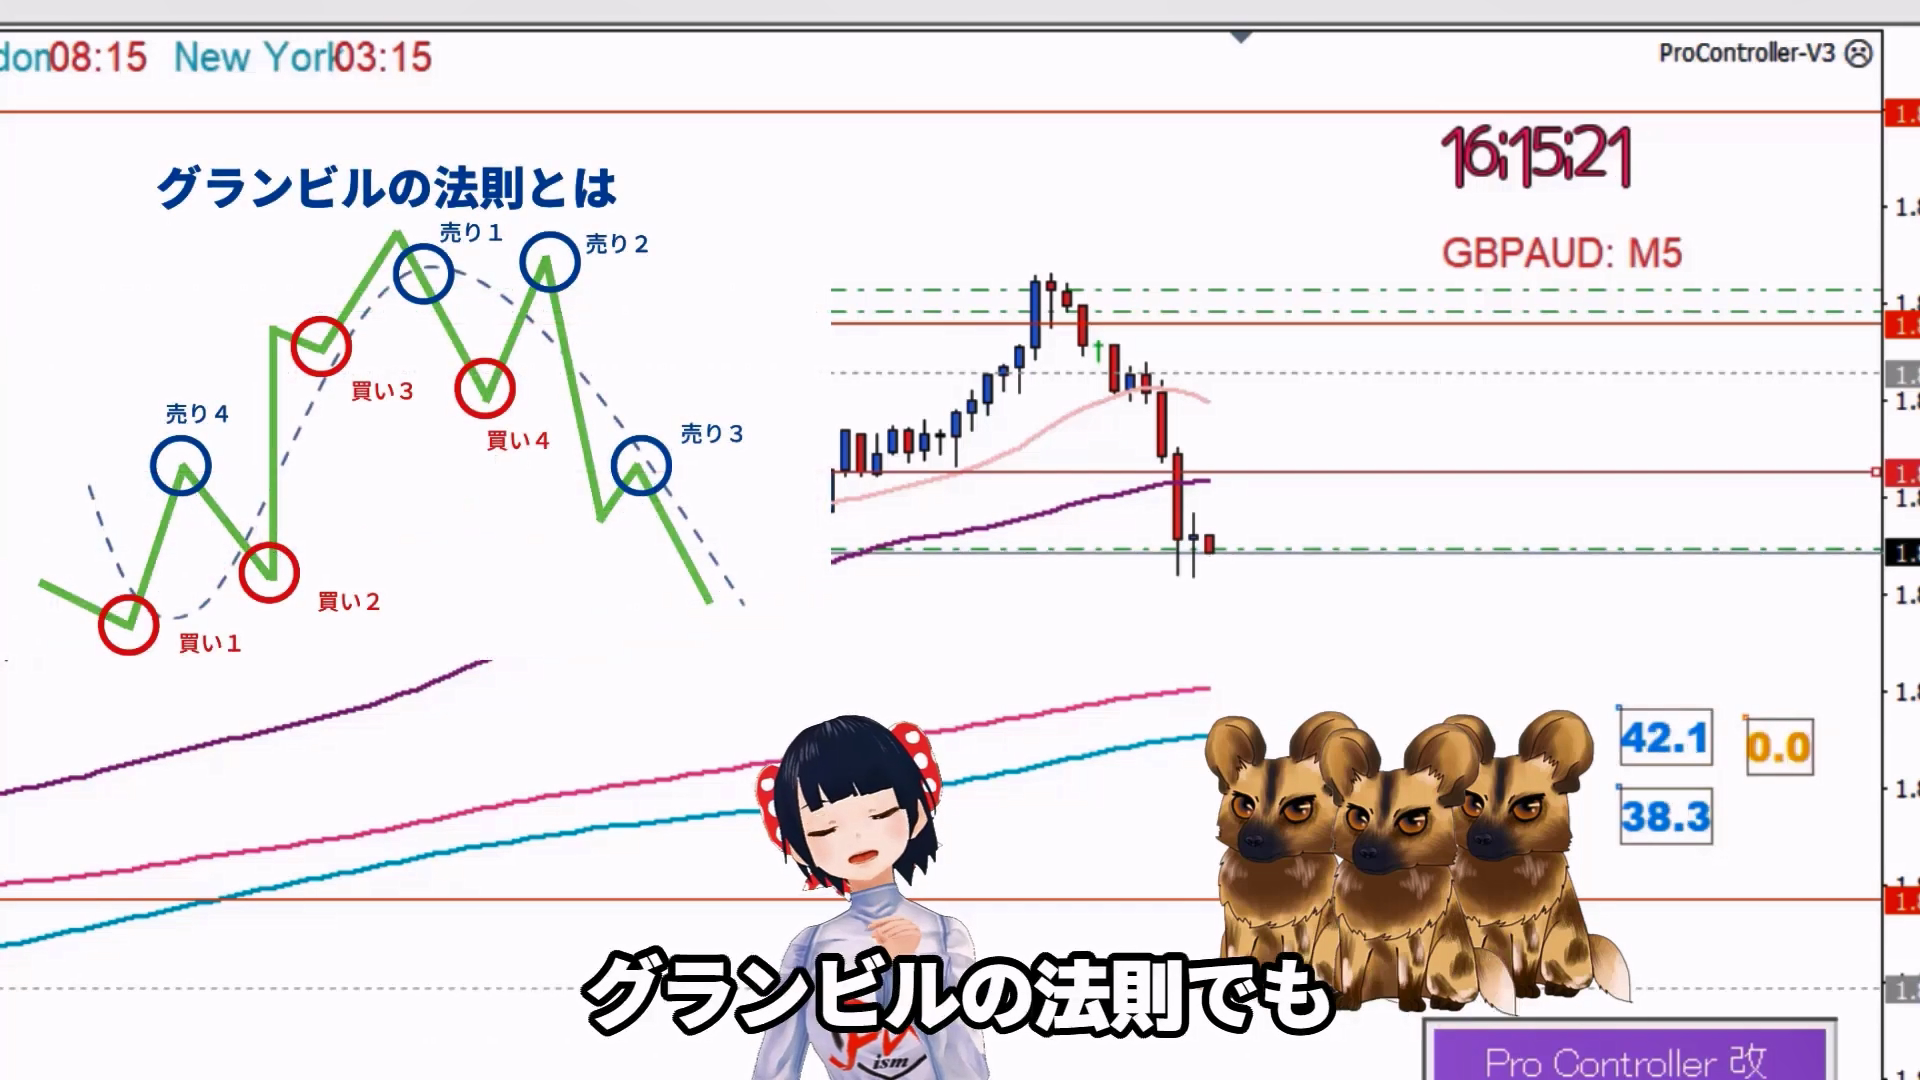 don08:15 New York03:15
ProController-V3
16:15:21
グランビルの法則とは
売り１
売り２
GBPAUD: M5
買い３
売り４
買い４
売り３
買い２
買い１
42.1
0.0
38.3
グランビルの法則でも
ism
Pro Controller 改